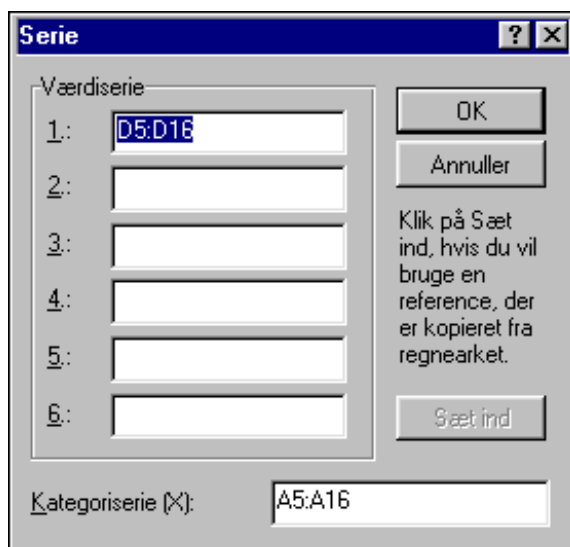 Serie
Værdiserie
1.: D5:D16
2.:
3.:
4.:
5.:
6.:
OK
Annuller
Klik på Sæt
ind, hvis du vil
bruge en
reference, der
er kopieret fra
regnearket.
Sæt ind
Kategoriserie (X): A5:A16